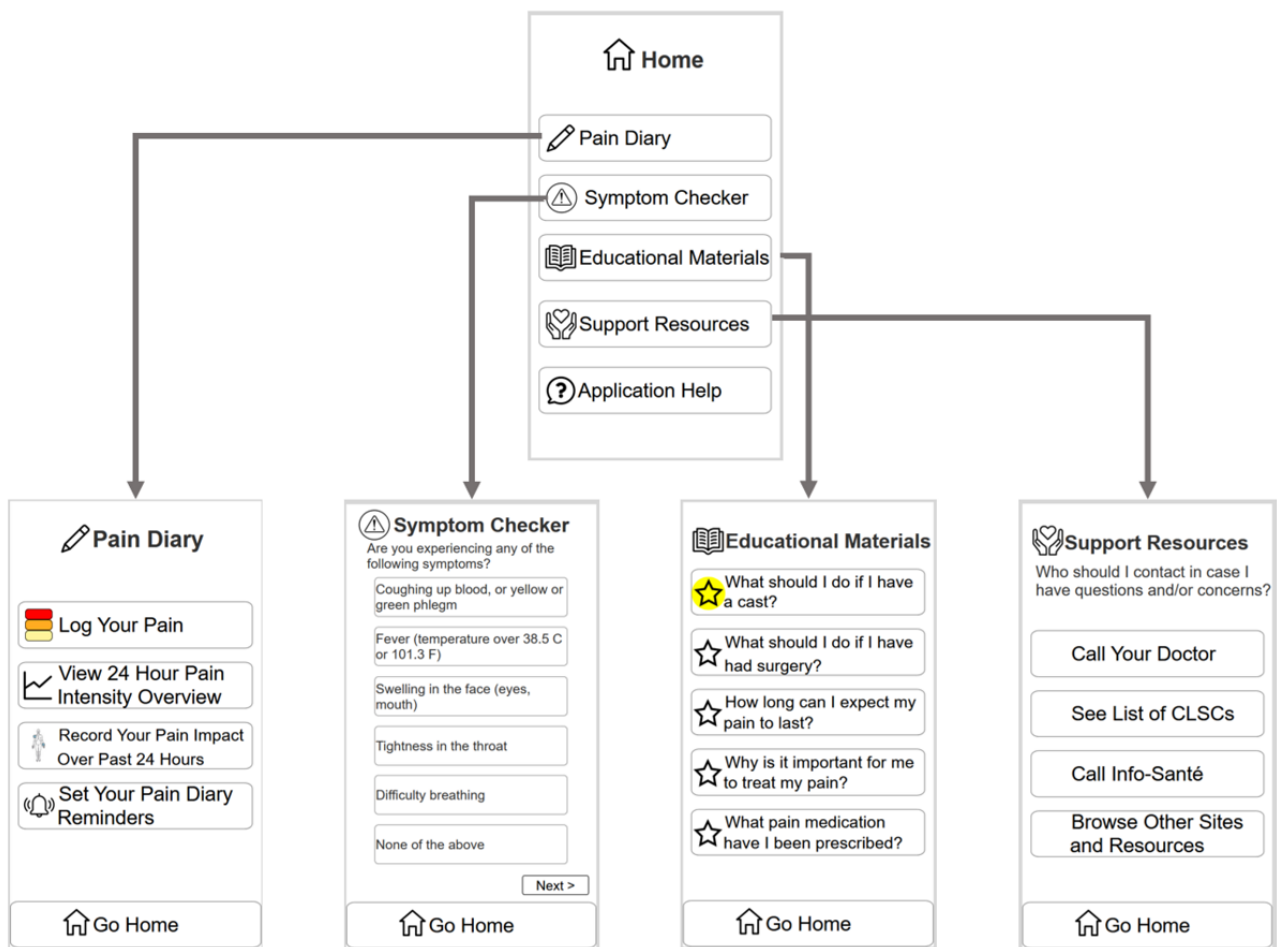 Home
Pain Diary
Symptom Checker
Educational Materials
Support Resources
Application Help
Pain Diary
Log Your Pain
View 24 Hour Pain
Intensity Overview
Record Your Pain Impact
Over Past 24 Hours
Set Your Pain Diary
Reminders
Go Home
Symptom Checker
Are you experiencing any of the
following symptoms?
Coughing up blood, or yellow or
green phlegm
Fever (temperature over 38.5 C
or 101.3 F)
Swelling in the face (eyes,
mouth)
Tightness in the throat
Difficulty breathing
None of the above
Next >
Go Home
Educational Materials
What should I do if I have
a cast?
What should I do if I have
had surgery?
How long can I expect my
pain to last?
Why is it important for me
to treat my pain?
What pain medication
have I been prescribed?
Go Home
Support Resources
Who should I contact in case I
have questions and/or concerns?
Call Your Doctor
See List of CLSCs
Call Info-Santé
Browse Other Sites
and Resources
Go Home